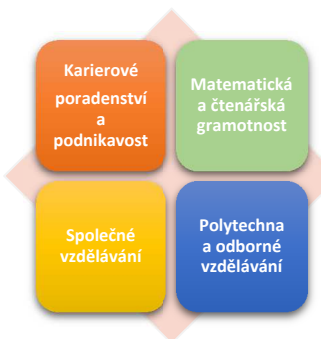 Karierové
poradenství
a
podnikavost
Matematická
a čtenářská
gramotnost
Společné
vzdělávání
Polytechna
a odborné
vzdělávání